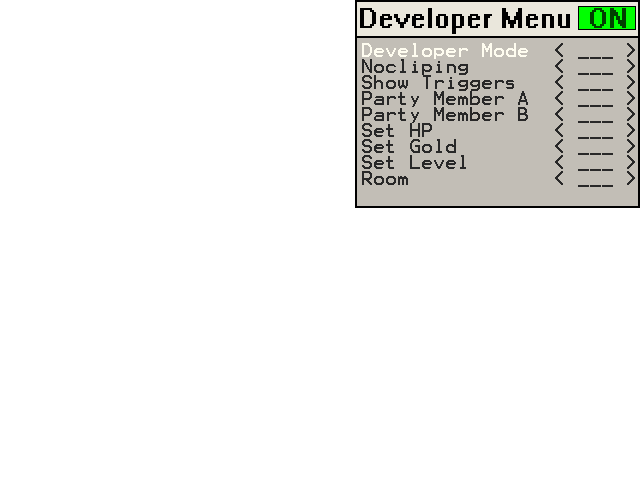 Developer Menu ON
Developer Mode < ___ >
Nocliping < ___ >
Show Triggers < ___ >
Party Member A < ___ >
Party Member B < ___ >
Set HP < ___ >
Set Gold < ___ >
Set Level < ___ >
Room < ___ >